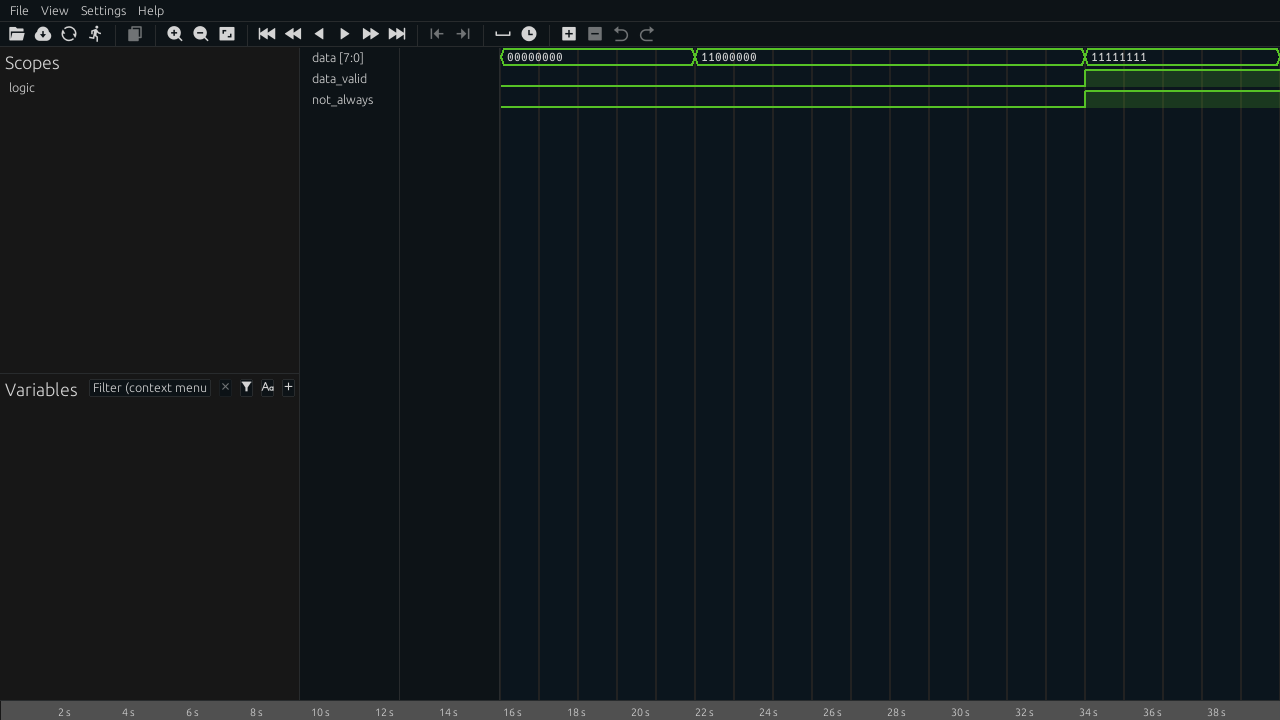 File View Settings Help
Scopes
logic
Variables Filter (context menu × Aa +
data [7:0]
data_valid
not_always
00000000 11000000 11111111
2 s 4 s 6 s 8 s 10 s 12 s 14 s 16 s 18 s 20 s 22 s 24 s 26 s 28 s 30 s 32 s 34 s 36 s 38 s